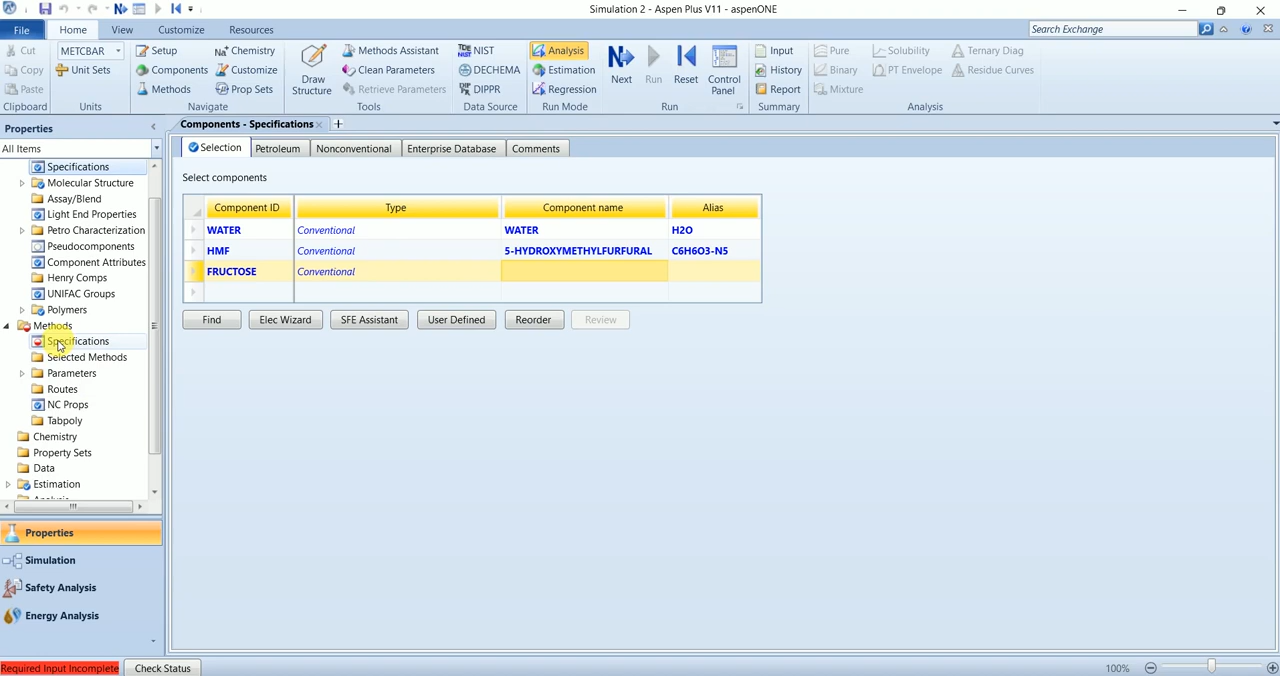 Simulation 2 - Aspen Plus V11 - aspenONE
File Home View Customize Resources Search Exchange
Cut METCBAR Setup Chemistry Methods Assistant NIST Analysis Input Pure Solubility Ternary Diag
Copy Unit Sets Components Customize Draw Structure Clean Parameters DECHEMA Estimation Next Run Reset Control Panel History Binary PT Envelope Residue Curves
Paste Methods Prop Sets Retrieve Parameters DIPPR Regression Report Mixture
Clipboard Units Navigate Tools Data Source Run Mode Run Summary Analysis
Properties Components - Specifications
All Items Selection Petroleum Nonconventional Enterprise Database Comments
Specifications
Molecular Structure
Assay/Blend
Light End Properties
Petro Characterization
Pseudocomponents
Component Attributes
Henry Comps
UNIFAC Groups
Polymers
Methods
Specifications
Selected Methods
Parameters
Routes
NC Props
Tabpoly
Chemistry
Property Sets
Data
Estimation
Analysis
Properties
Simulation
Safety Analysis
Energy Analysis
Select components
Component ID Type Component name Alias
WATER Conventional WATER H2O
HMF Conventional 5-HYDROXYMETHYLFURFURAL C6H6O3-N5
FRUCTOSE Conventional
Find Elec Wizard SFE Assistant User Defined Reorder Review
Required Input Incomplete Check Status 100%